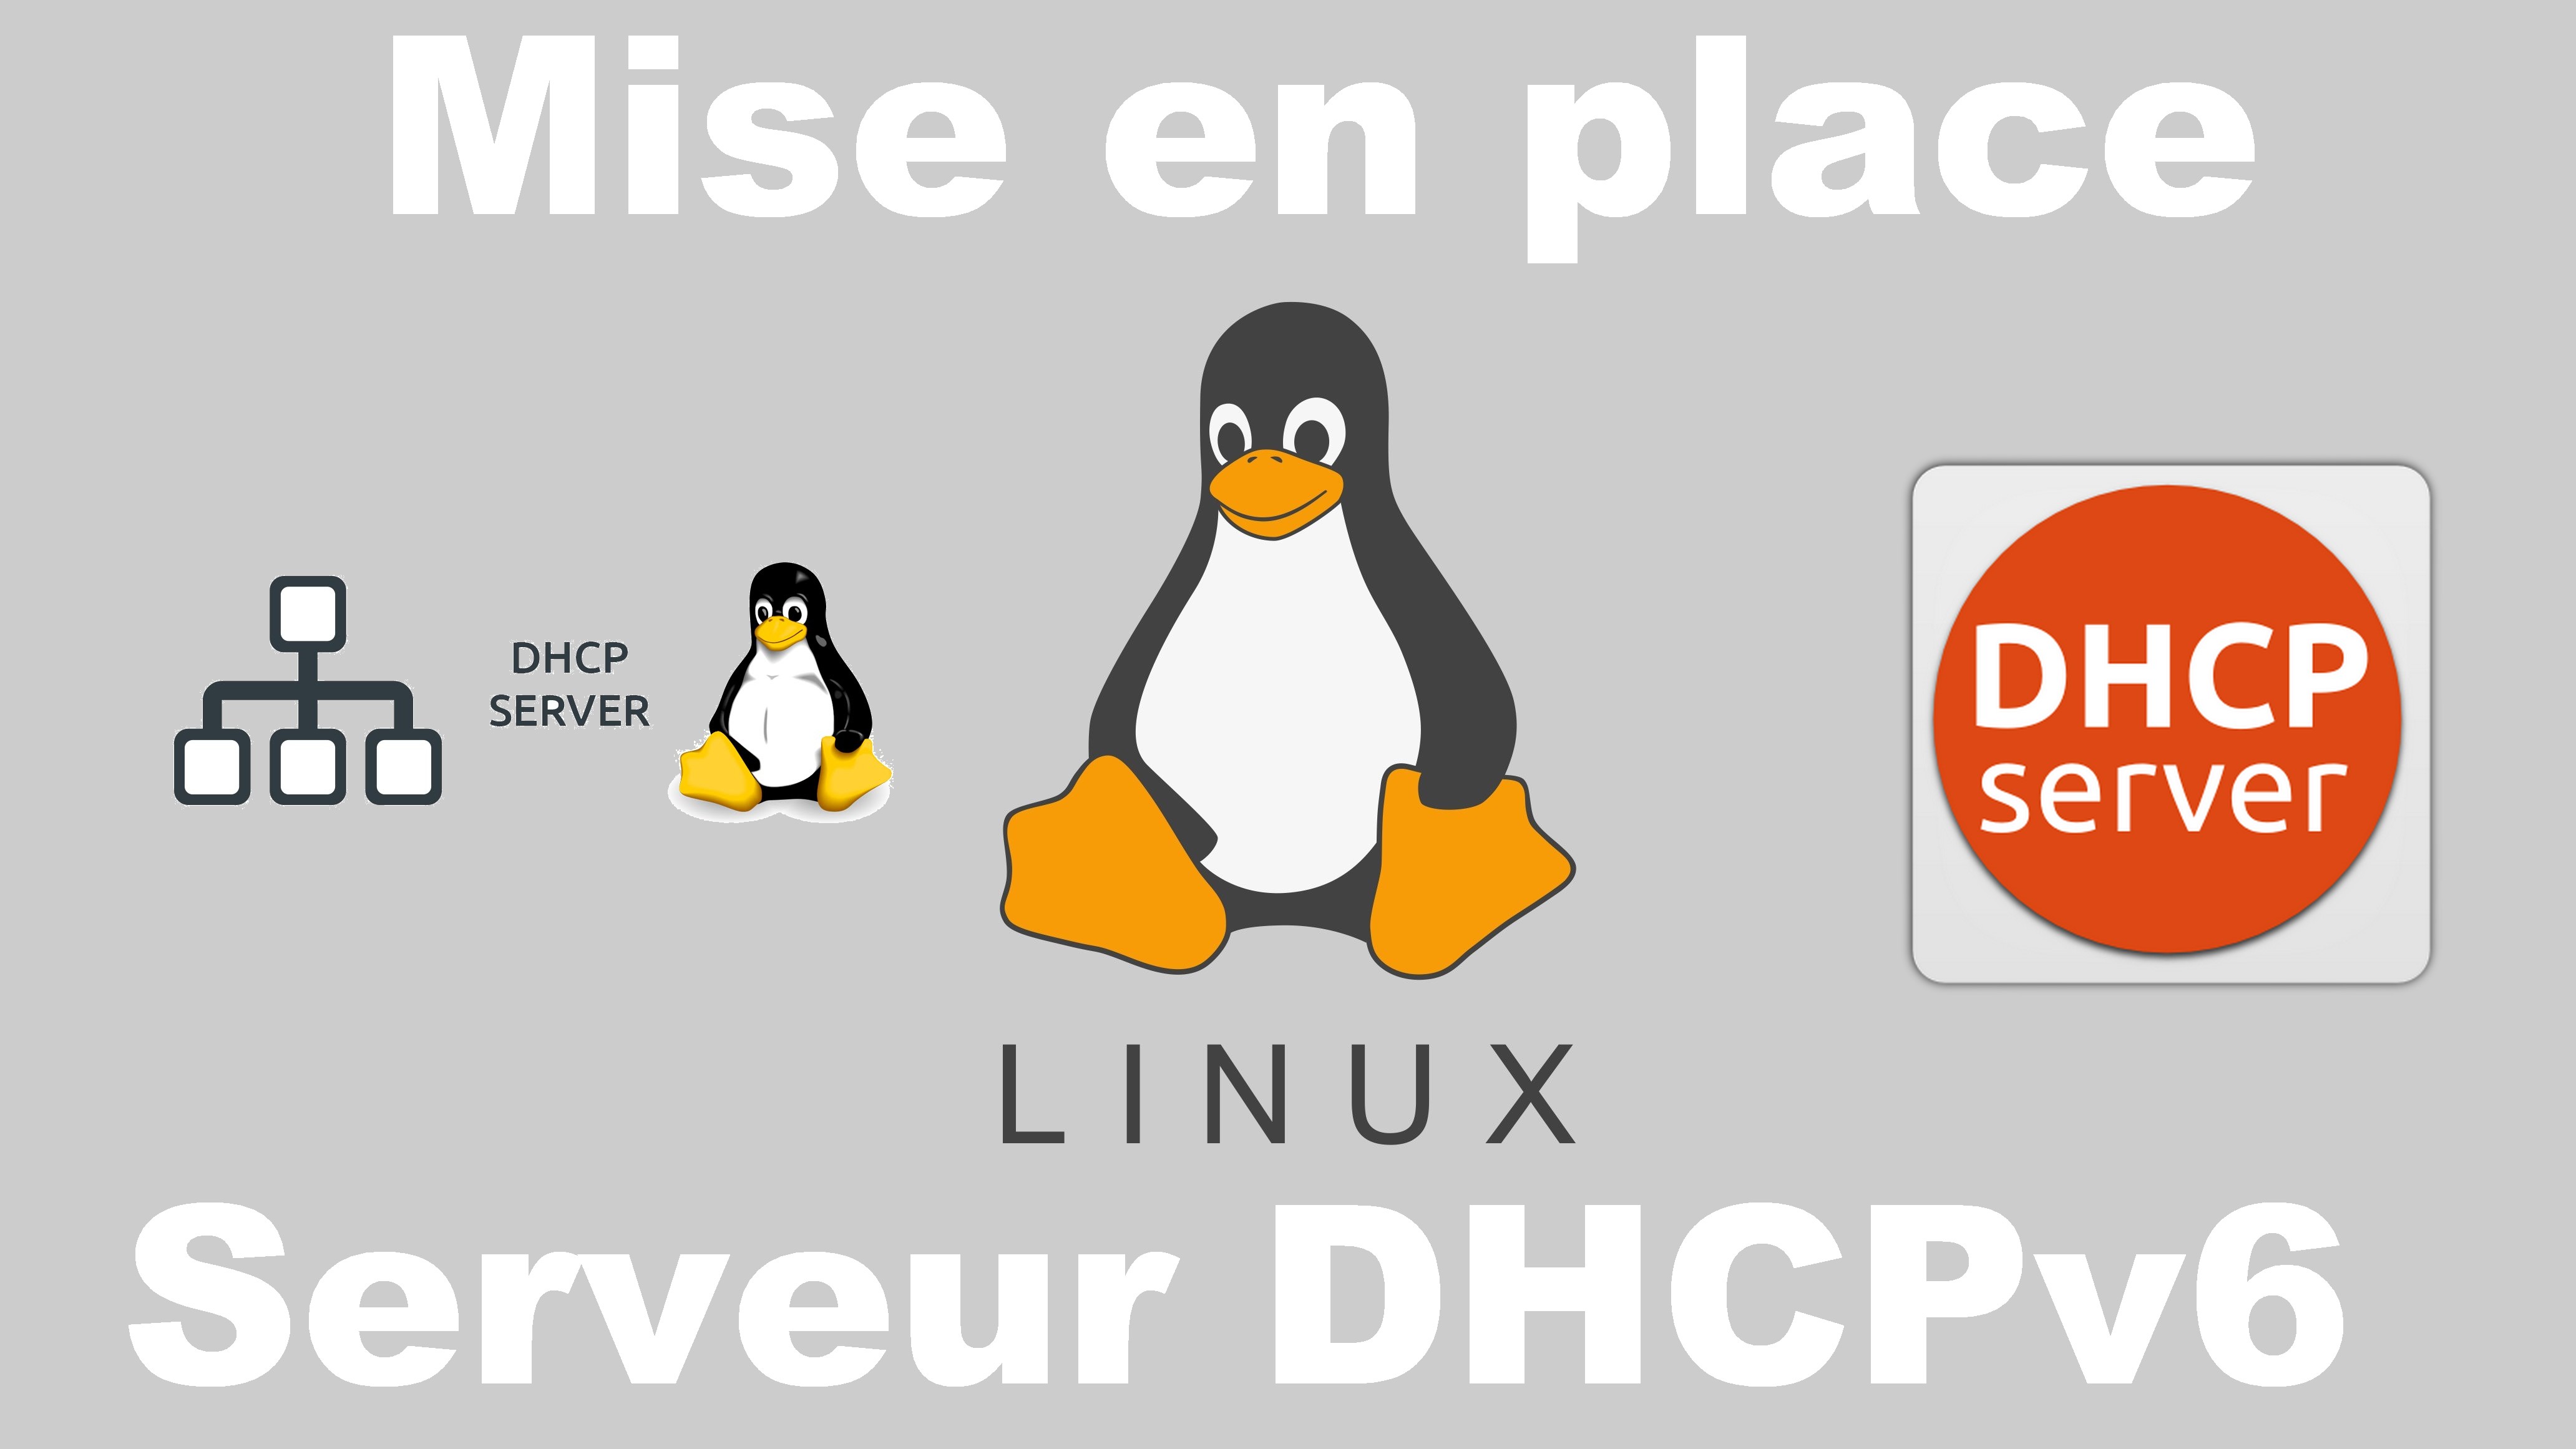 Mise en place
DHCP
SERVER
DHCP
server
LINUX
Serveur DHCPv6